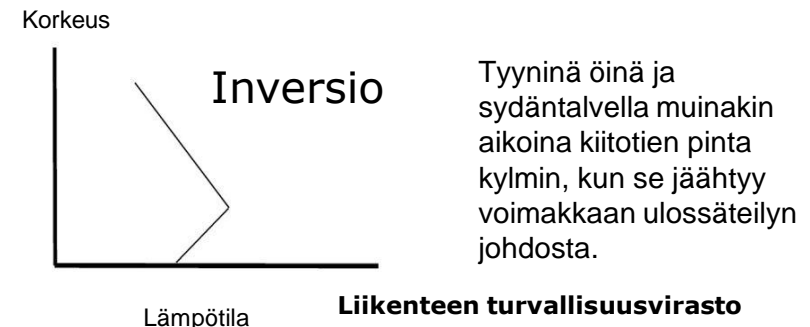 Korkeus
Inversio
Tyyninä öinä ja
sydäntalvella muinakin
aikoina kiitotien pinta
kylmin, kun se jäähtyy
voimakkaan ulossäteilyn
johdosta.
Lämpötila
Liikenteen turvallisuusvirasto